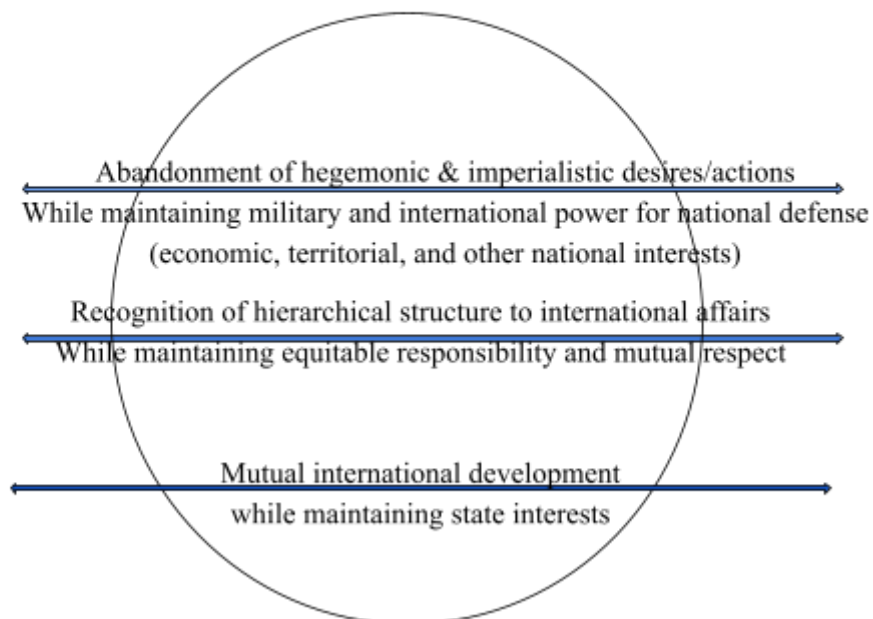 Abandonment of hegemonic & imperialistic desires/actions
While maintaining military and international power for national defense
(economic, territorial, and other national interests)
Recognition of hierarchical structure to international affairs
While maintaining equitable responsibility and mutual respect
Mutual international development
while maintaining state interests